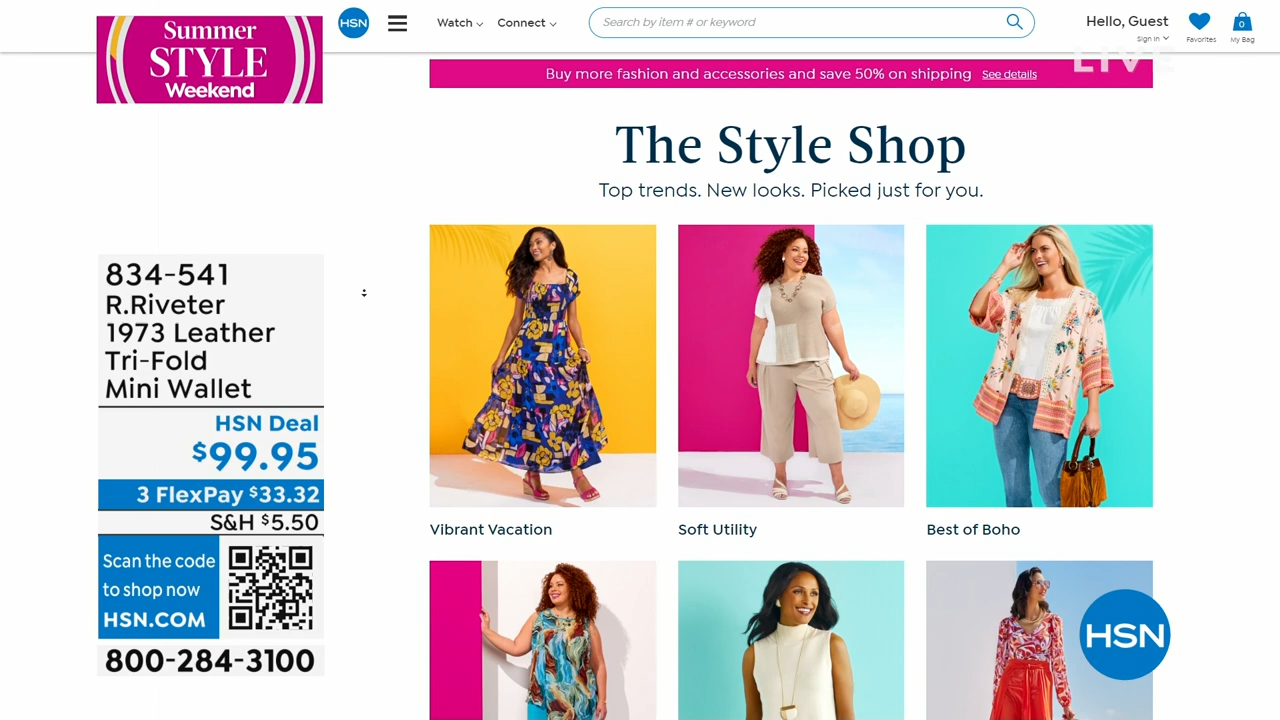 Summer
STYLE
Weekend
HSN
Watch
Connect
Search by item # or keyword
Hello, Guest
Sign in
Favorites
0
My Bag
LIVE
Buy more fashion and accessories and save 50% on shipping See details
The Style Shop
Top trends. New looks. Picked just for you.
834-541
R.Riveter
1973 Leather
Tri-Fold
Mini Wallet
HSN Deal
$99.95
3 FlexPay $33.32
S&H $5.50
Scan the code
to shop now
HSN.COM
800-284-3100
Vibrant Vacation
Soft Utility
Best of Boho
HSN